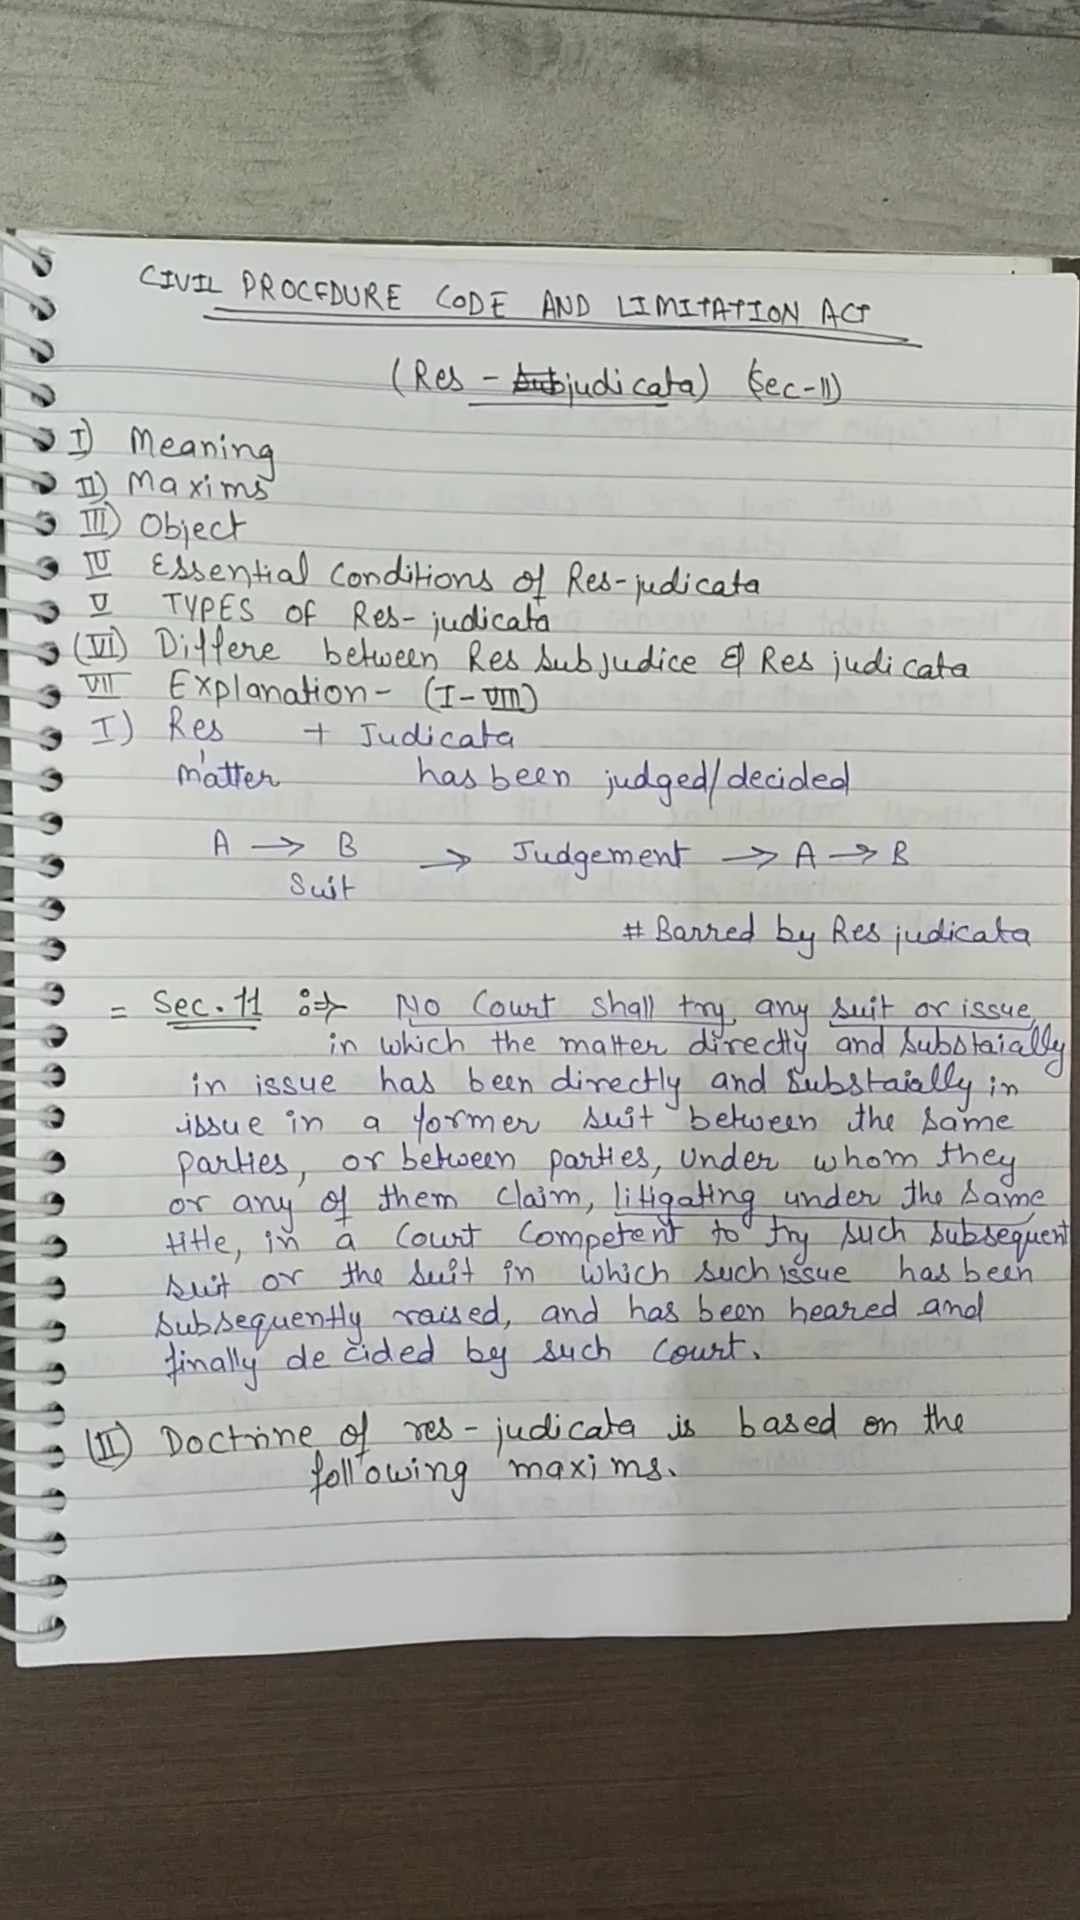 CIVIL PROCEDURE CODE AND LIMITATION ACT
(Res - judicata) (Sec-11)
I) Meaning
II) Maxims
III) Object
IV Essential Conditions of Res-judicata
V TYPES of Res-judicata
(VI) Differe between Res Subjudice & Res judicata
VII Explanation- (I-VIII)
I) Res + Judicata
matter has been judged/decided
A → B → Judgement → A → B
Suit
# Barred by Res judicata
= Sec. 11 :⇒ No Court shall try any suit or issue
in which the matter directly and substaially
in issue has been directly and substaially in
issue in a former suit between the same
parties, or between parties, under whom they
or any of them claim, litigating under the same
title, in a Court Competent to try such subsequent
suit or the suit in which such issue has been
subsequently raised, and has been heared and
finally decided by such Court.
(II) Doctrine of res-judicata is based on the
following maxims.